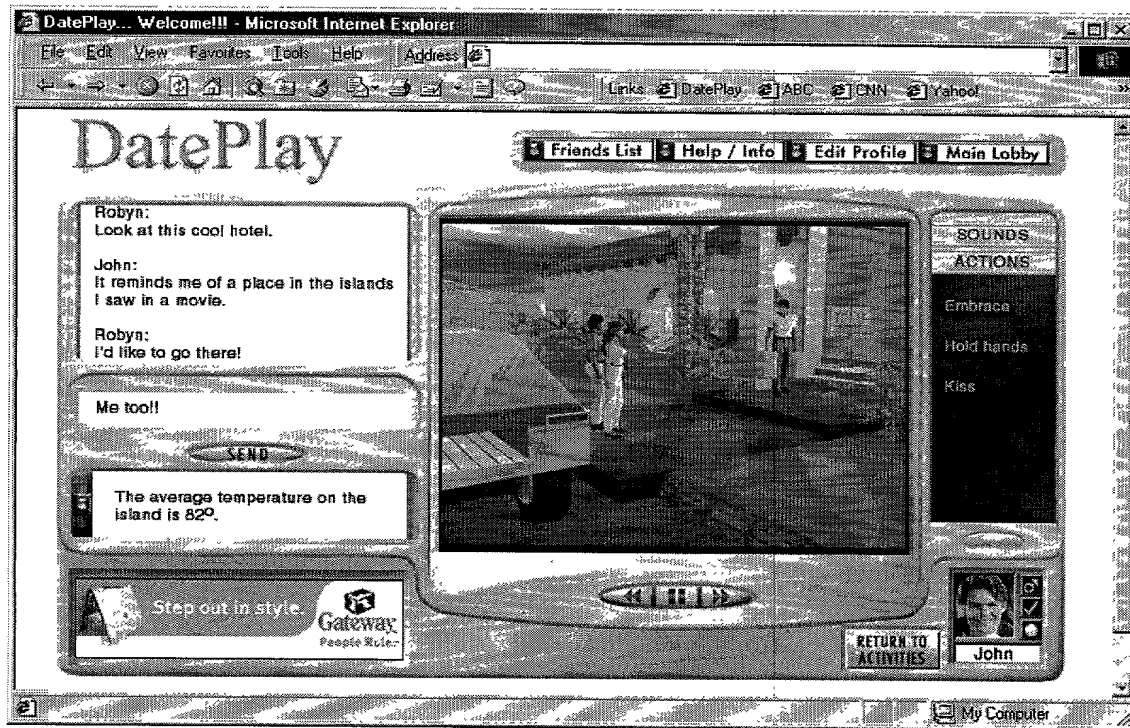 DatePlay... Welcome!!! - Microsoft Internet Explorer
File Edit View Favorites Tools Help Address
Links DatePlay ABC CNN Yahoo! »
DatePlay
Friends List Help / Info Edit Profile Main Lobby
Robyn:
Look at this cool hotel.
John:
It reminds me of a place in the islands
I saw in a movie.
Robyn:
I'd like to go there!
Me too!!
SEND
The average temperature on the
island is 82º.
SOUNDS
ACTIONS
Embrace
Hold hands
Kiss
Step out in style.
Gateway
People Rule.
RETURN TO
ACTIVITIES
John
My Computer